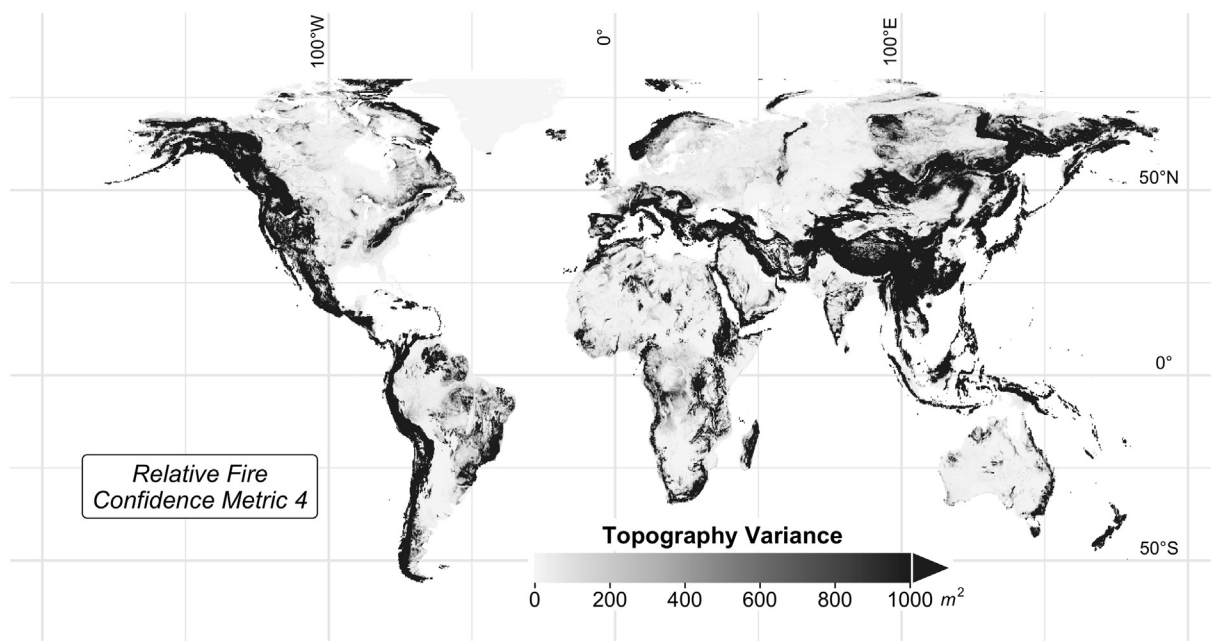 100°W
0°
100°E
50°N
0°
Relative Fire
Confidence Metric 4
Topography Variance
50°S
0 200 400 600 800 1000 m²